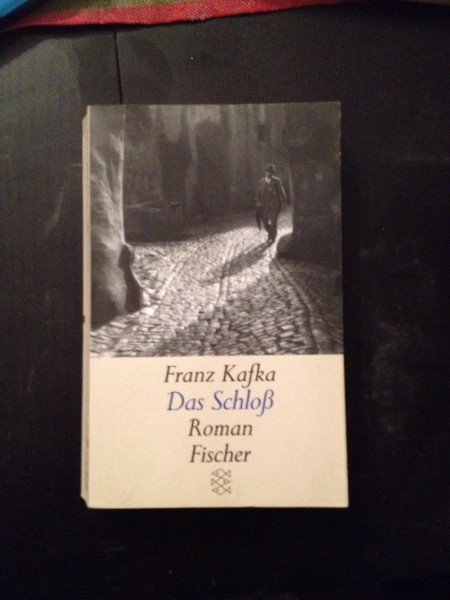 Franz Kafka
Das Schloß
Roman
Fischer